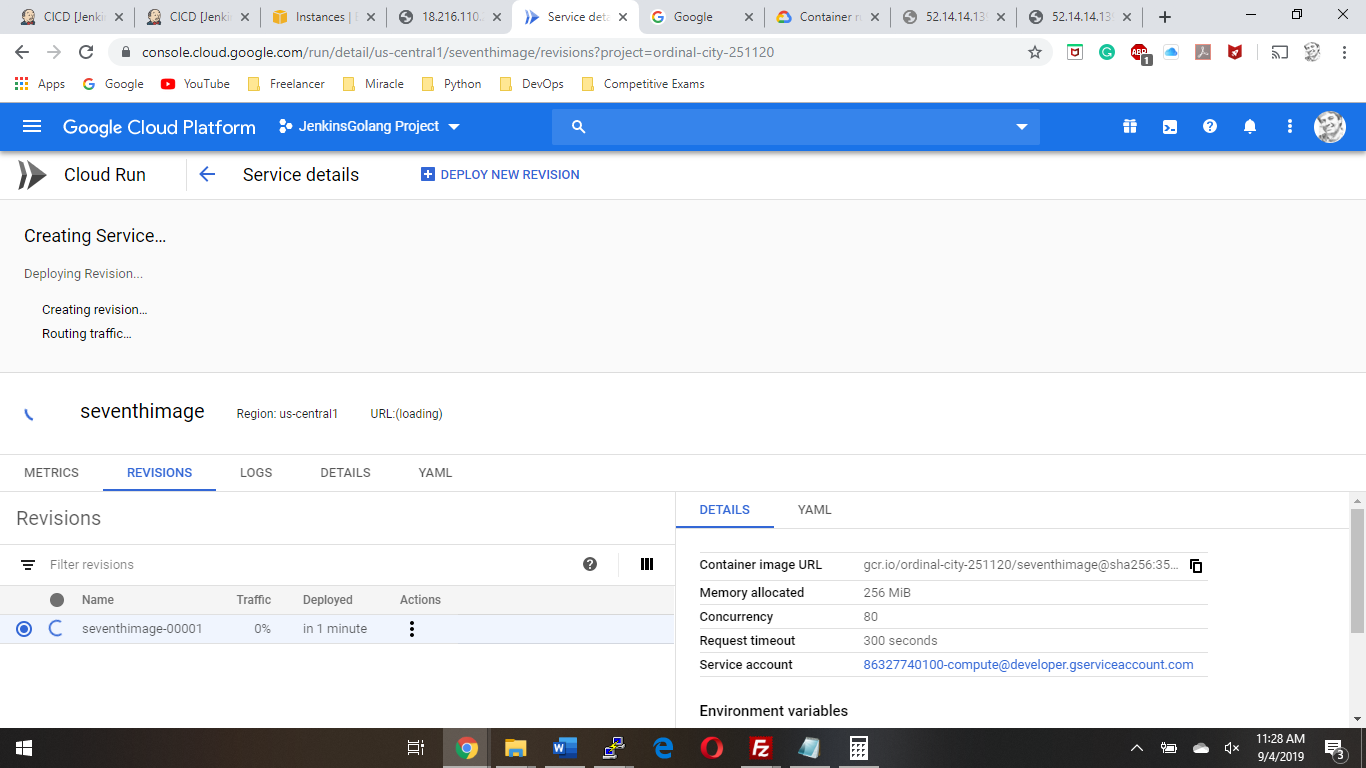 CICD [Jenki
CICD [Jenki
Instances |
18.216.110.
Service deta
Google
Container r
52.14.14.13
52.14.14.13
console.cloud.google.com/run/detail/us-central1/seventhimage/revisions?project=ordinal-city-251120
ABP
1
Apps
Google
YouTube
Freelancer
Miracle
Python
DevOps
Competitive Exams
Google Cloud Platform
JenkinsGolang Project
Cloud Run
Service details
DEPLOY NEW REVISION
Creating Service...
Deploying Revision...
Creating revision...
Routing traffic...
seventhimage
Region: us-central1
URL:(loading)
METRICS
REVISIONS
LOGS
DETAILS
YAML
Revisions
Filter revisions
Name
Traffic
Deployed
Actions
seventhimage-00001
0%
in 1 minute
DETAILS
YAML
Container image URL
gcr.io/ordinal-city-251120/seventhimage@sha256:35...
Memory allocated
256 MiB
Concurrency
80
Request timeout
300 seconds
Service account
86327740100-compute@developer.gserviceaccount.com
Environment variables
11:28 AM
9/4/2019
3